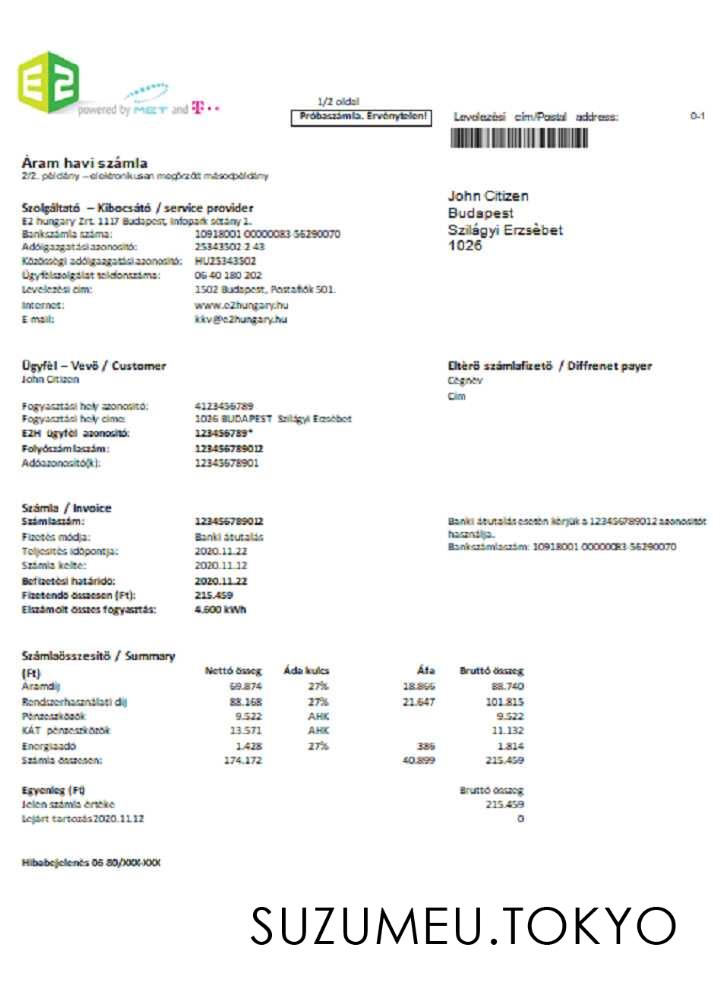 E2
powered by MET and T
1/2 oldal
Próbaszámla. Érvénytelen!
Levelezési cím/Postal address:
0-1
Áram havi számla
2/2. példány – elektronikusan megőrzött másodpéldány
John Citizen
Budapest
Szilágyi Erzsèbet
1026
Szolgáltató – Kibocsátó / service provider
E2 hungary Zrt. 1117 Budapest, Infopark sétány 1.
Bankszámla száma: 10918001 00000083 56290070
Adóigazgatási azonosító: 25343502 2 43
Közösségi adóigazgatási azonosító: HU25343502
Ügyfélszolgálat telefonszáma: 06 40 180 202
Levelezési cím: 1502 Budapest, Postafiók 501.
Internet: www.e2hungary.hu
E mail: kkv@e2hungary.hu
Ügyfèl – Vevő / Customer
John Citizen
Eltèrő számlafizető / Diffrenet payer
Cégnév
Cím
Fogyasztási hely azonosító: 4123456789
Fogyasztási hely címe: 1026 BUDAPEST Szilágyi Erzsébet
E2H ügyfél azonosító: 123456789*
Folyószámlaszám: 123456789012
Adóazonosító(k): 12345678901
Számla / Invoice
Számlaszám: 123456789012
Fizetés módja: Banki átutalás
Teljesítés időpontja: 2020.11.22
Számla kelte: 2020.11.12
Befizetési határidő: 2020.11.22
Fizetendő összesen (Ft): 215.459
Elszámolt összes fogyasztás: 4.600 kWh
Banki átutalás esetén kérjük a 123456789012 azonosítót
használja.
Bankszámlaszám: 10918001 00000083 56290070
Számlaösszesítő / Summary
(Ft) Nettó össeg Áda kulcs Áfa Bruttó összeg
Áramdíj 69.874 27% 18.866 88.740
Rendszerhasználati díj 88.168 27% 21.647 101.815
Pénzeszközök 9.522 AHK 9.522
KÁT pénzeszközök 13.571 AHK 11.132
Energiaadó 1.428 27% 386 1.814
Számla összesen: 174.172 40.899 215.459
Egyenleg (Ft) Bruttó összeg
Jelen számla értéke 215.459
Lejárt tartozás 2020.11.12 0
Hibabejelenés 06 80/XXX-XXX
SUZUMEU.TOKYO